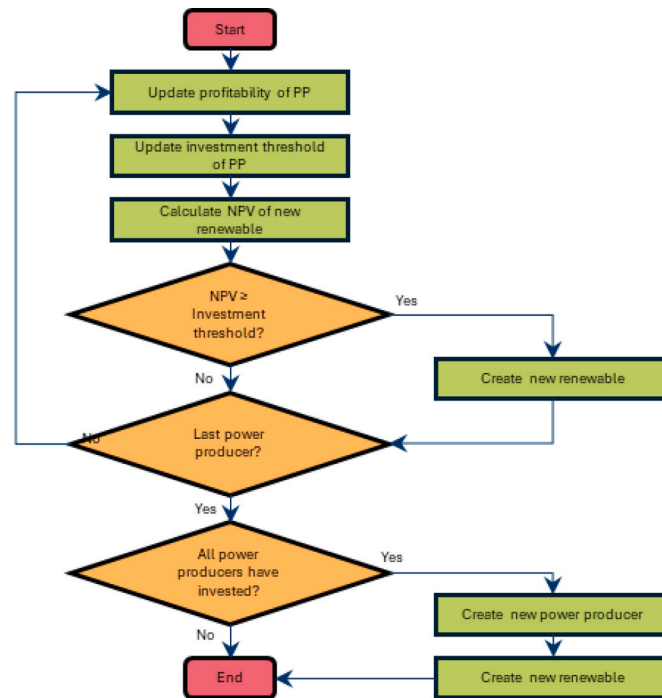 Start
Update profitability of PP
Update investment threshold
of PP
Calculate NPV of new
renewable
NPV ≥
Investment
threshold?
Yes
Create new renewable
No
Last power
producer?
No
Yes
All power
producers have
invested?
Yes
Create new power producer
No
End
Create new renewable